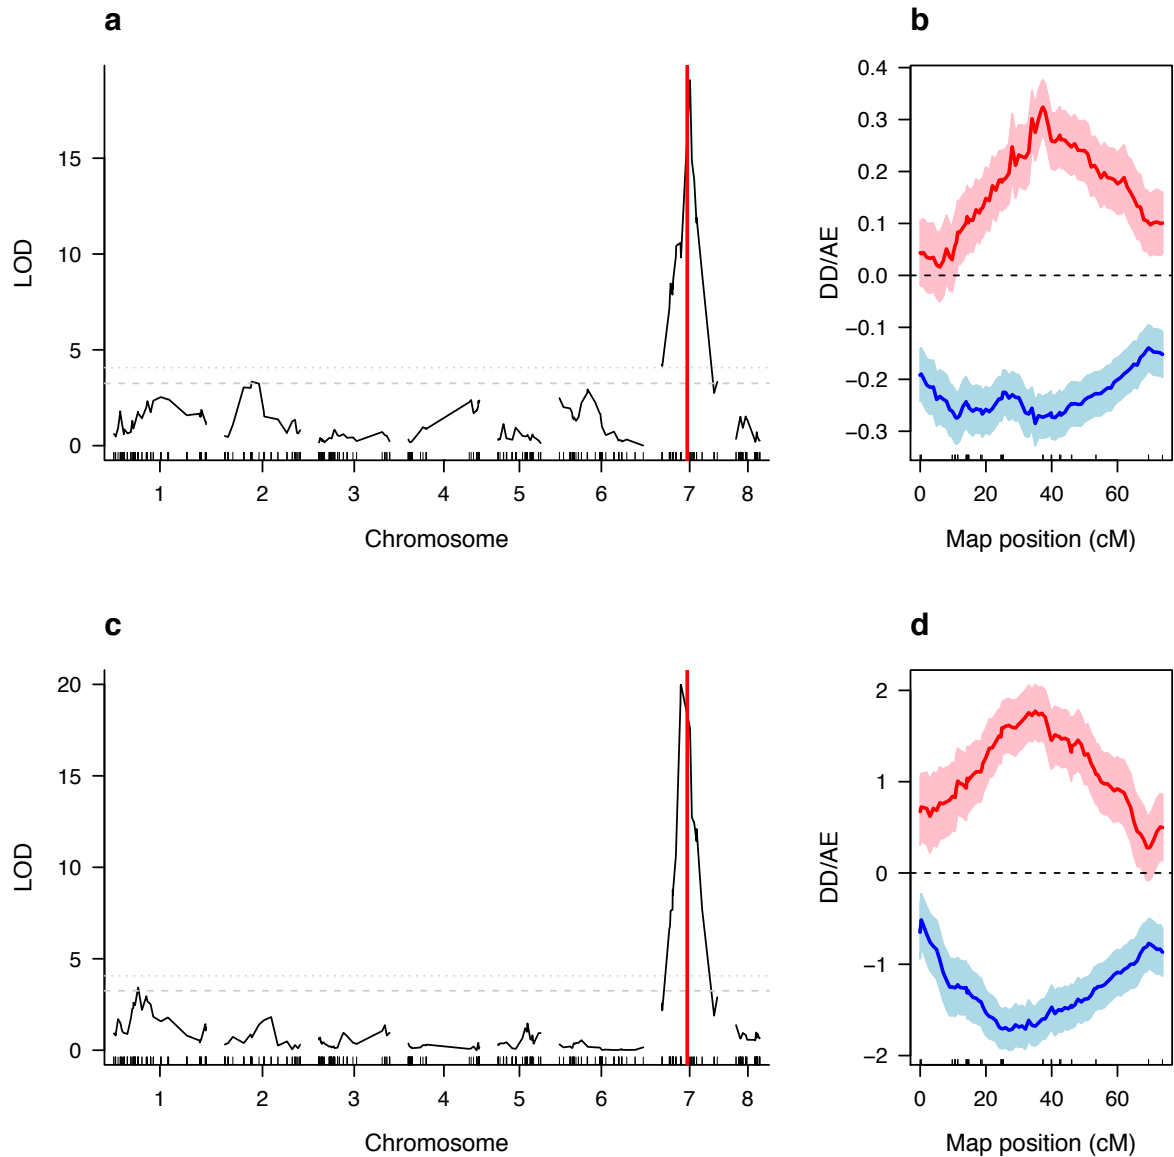 a
b
15
10
5
0
LOD
1 2 3 4 5 6 7 8
Chromosome
0.4
0.3
0.2
0.1
0.0
−0.1
−0.2
−0.3
DD/AE
0 20 40 60
Map position (cM)
c
d
20
15
10
5
0
LOD
1 2 3 4 5 6 7 8
Chromosome
2
1
0
−1
−2
DD/AE
0 20 40 60
Map position (cM)